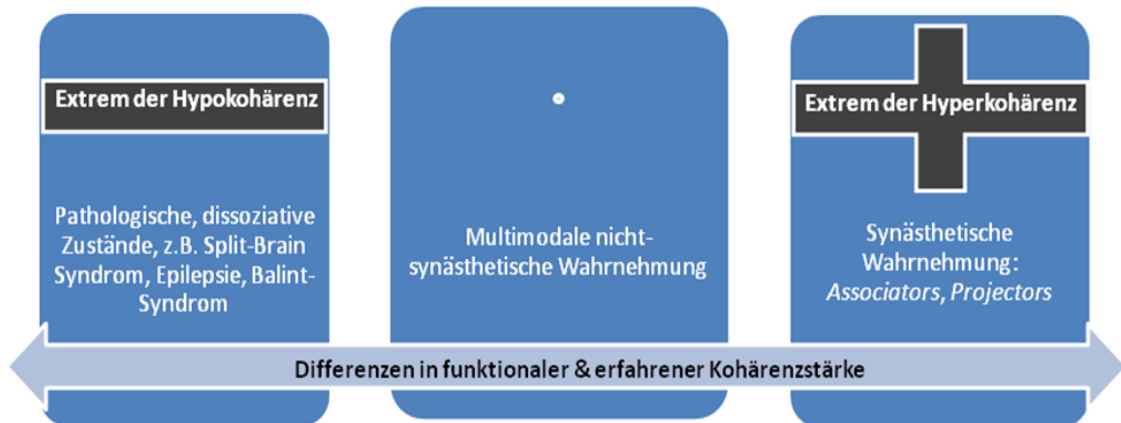 Extrem der Hypokohärenz
Pathologische, dissoziative
Zustände, z.B. Split-Brain
Syndrom, Epilepsie, Balint-
Syndrom
Multimodale nicht-
synästhetische Wahrnehmung
Extrem der Hyperkohärenz
Synästhetische
Wahrnehmung:
Associators, Projectors
Differenzen in funktionaler & erfahrener Kohärenzstärke